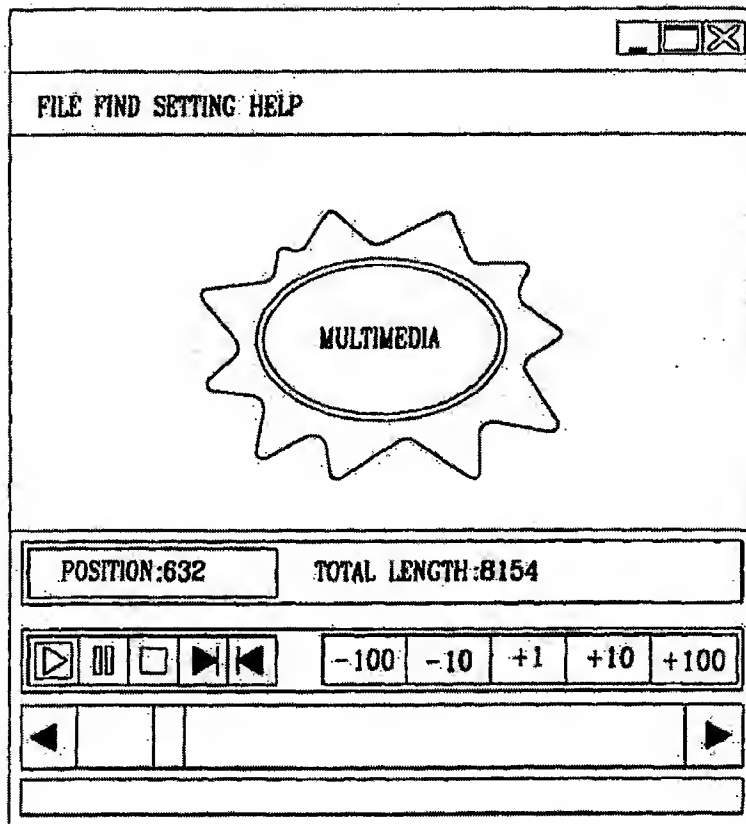 FILE FIND SETTING HELP
MULTIMEDIA
POSITION:632 TOTAL LENGTH:8154
-100 -10 +1 +10 +100